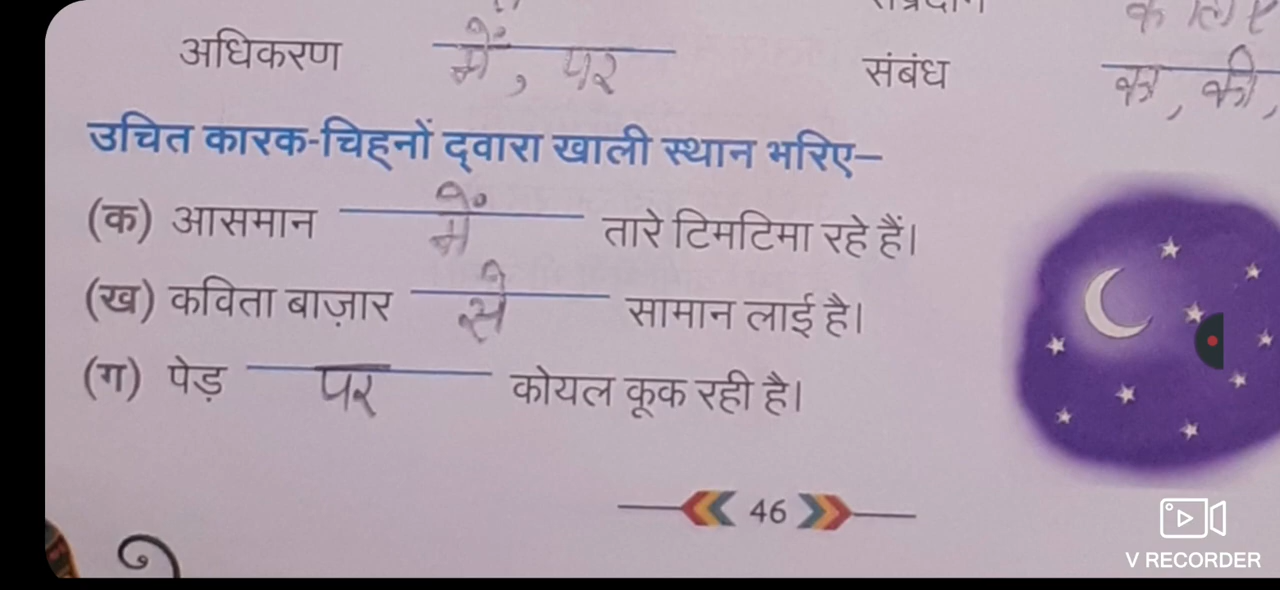 अधिकरण में, पर संबंध का, की,
उचित कारक-चिह्नों द्वारा खाली स्थान भरिए–
(क) आसमान में तारे टिमटिमा रहे हैं।
(ख) कविता बाज़ार से सामान लाई है।
(ग) पेड़ पर कोयल कूक रही है।
46
V RECORDER